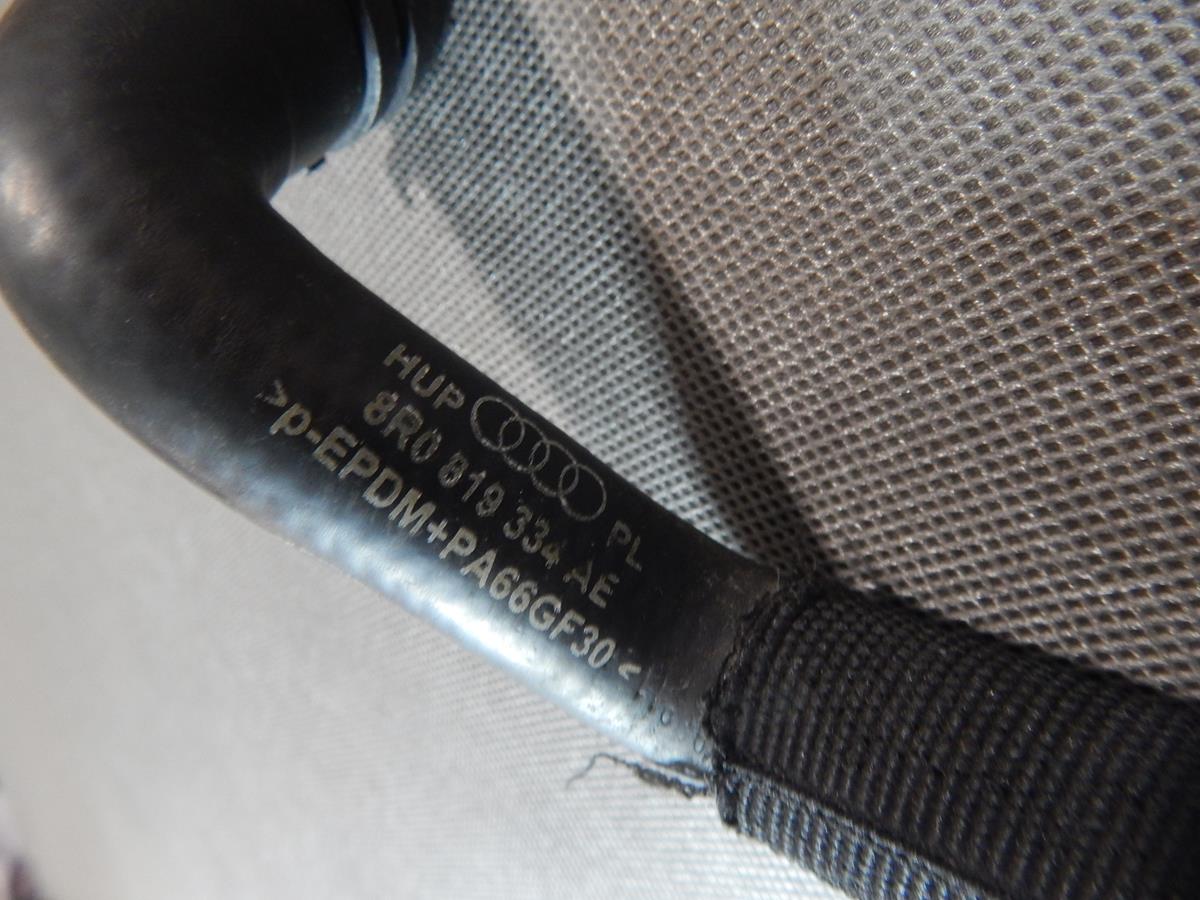 HUP PL
8R0 819 334 AE
>p-EPDM+PA66GF30<